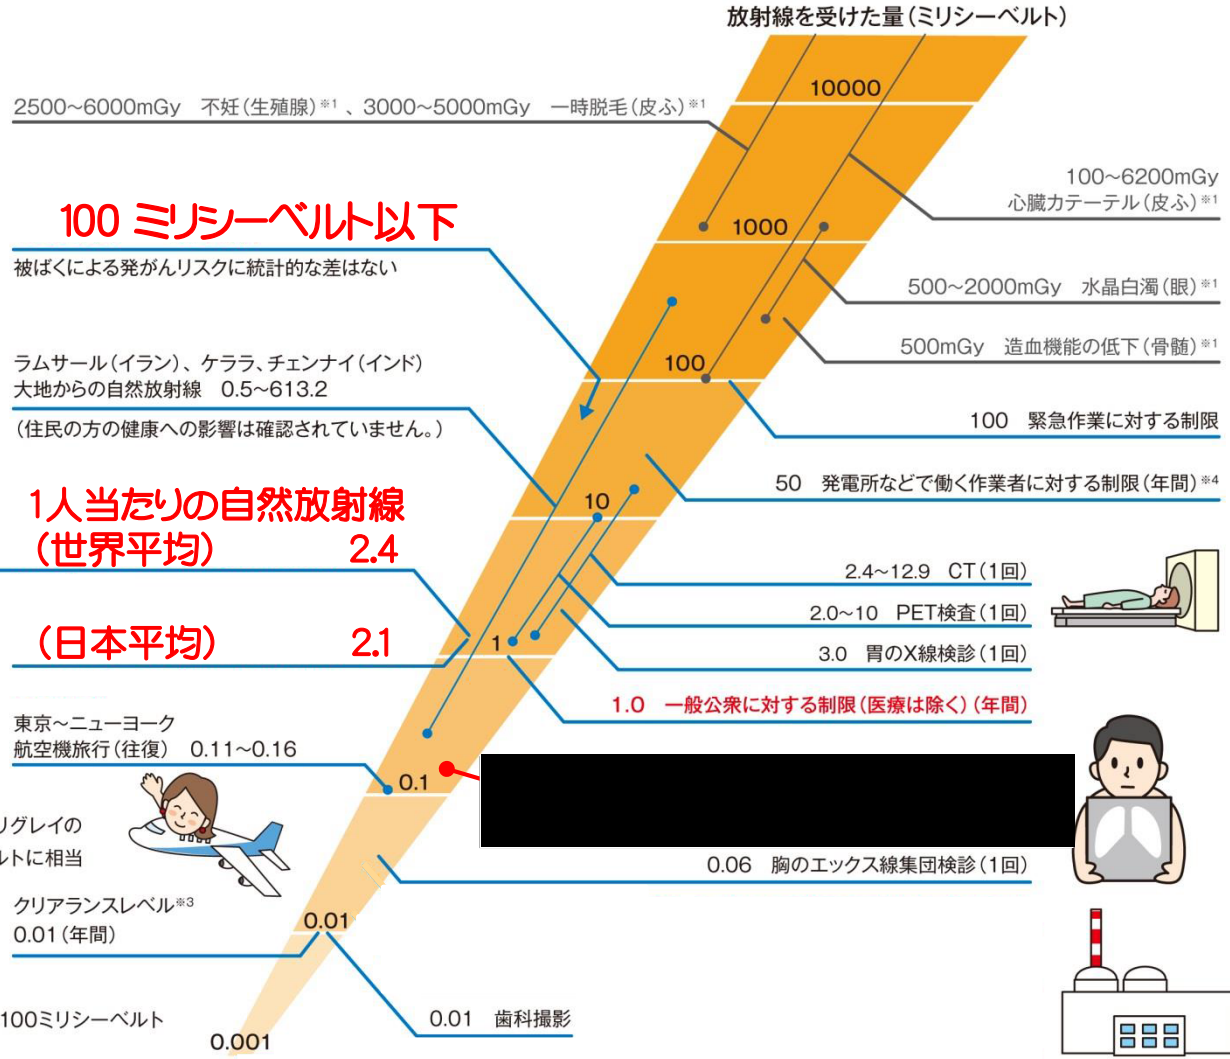 放射線を受けた量(ミリシーベルト)
10000
2500~6000mGy 不妊(生殖腺)※1 、3000~5000mGy 一時脱毛(皮ふ)※1
100~6200mGy
心臓カテーテル(皮ふ)※1
100 ミリシーベルト以下
1000
被ばくによる発がんリスクに統計的な差はない
500~2000mGy 水晶白濁(眼)※1
500mGy 造血機能の低下(骨髄)※1
ラムサール(イラン)、ケララ、チェンナイ(インド)
大地からの自然放射線 0.5~613.2
100
(住民の方の健康への影響は確認されていません。)
100 緊急作業に対する制限
50 発電所などで働く作業者に対する制限(年間)※4
1人当たりの自然放射線
(世界平均) 2.4
10
2.4~12.9 CT(1回)
2.0~10 PET検査(1回)
(日本平均) 2.1
1
3.0 胃のX線検診(1回)
1.0 一般公衆に対する制限(医療は除く)(年間)
東京~ニューヨーク
航空機旅行(往復) 0.11~0.16
0.1
リグレイの
ルトに相当
0.06 胸のエックス線集団検診(1回)
クリアランスレベル※3
0.01(年間)
0.01
100ミリシーベルト
0.01 歯科撮影
0.001